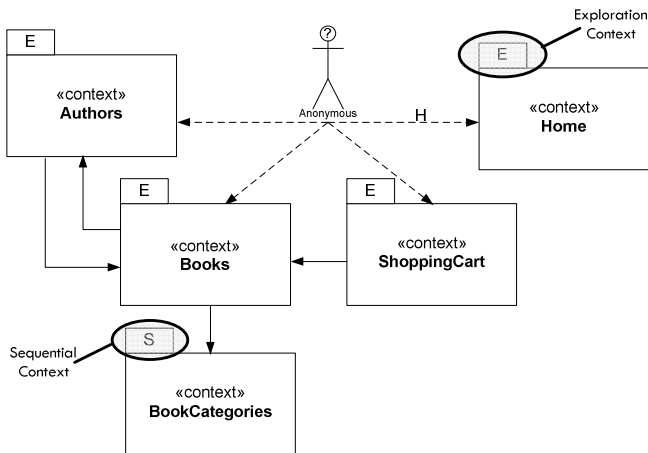 Exploration
Context
E
?
E
«context»
Authors
Anonymous
H
«context»
Home
E
«context»
Books
E
«context»
ShoppingCart
Sequential
Context
S
«context»
BookCategories